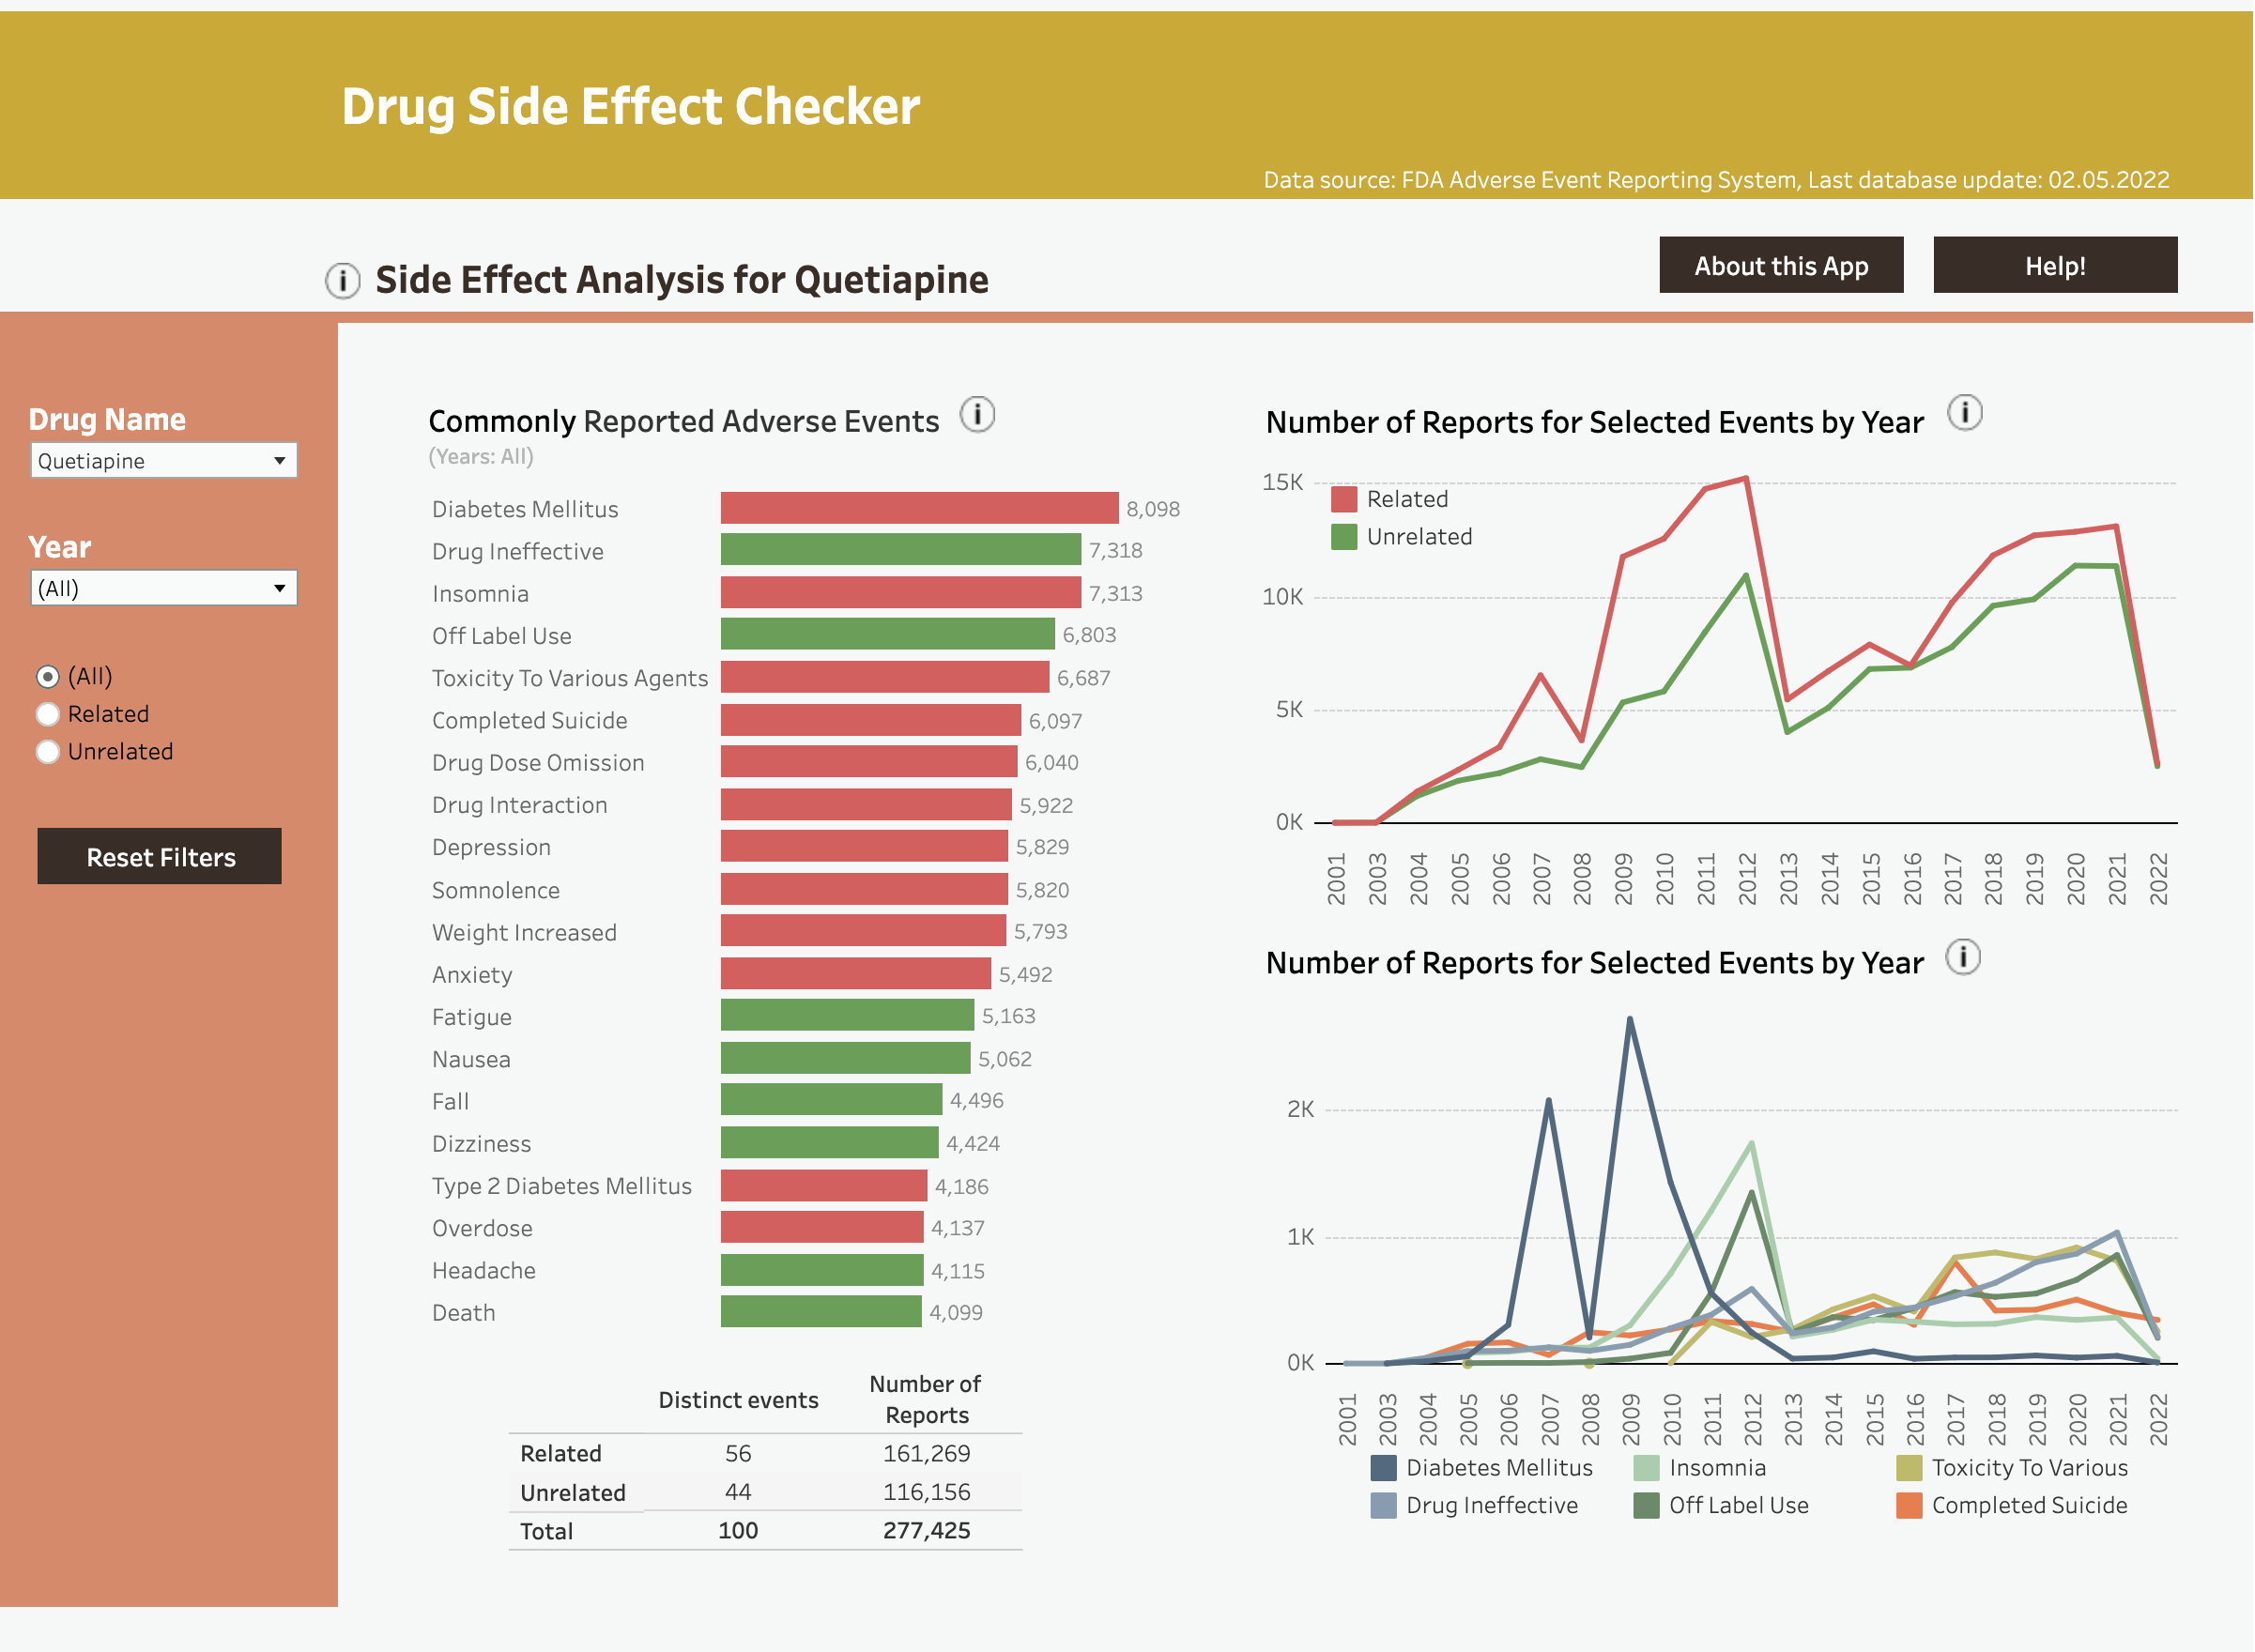 Drug Side Effect Checker
Data source: FDA Adverse Event Reporting System, Last database update: 02.05.2022
Side Effect Analysis for Quetiapine
About this App
Help!
Drug Name
Quetiapine
Year
(All)
(All)
Related
Unrelated
Reset Filters
Commonly Reported Adverse Events
(Years: All)
Diabetes Mellitus 8,098
Drug Ineffective 7,318
Insomnia 7,313
Off Label Use 6,803
Toxicity To Various Agents 6,687
Completed Suicide 6,097
Drug Dose Omission 6,040
Drug Interaction 5,922
Depression 5,829
Somnolence 5,820
Weight Increased 5,793
Anxiety 5,492
Fatigue 5,163
Nausea 5,062
Fall 4,496
Dizziness 4,424
Type 2 Diabetes Mellitus 4,186
Overdose 4,137
Headache 4,115
Death 4,099
Distinct events Number of
Reports
Related 56 161,269
Unrelated 44 116,156
Total 100 277,425
Number of Reports for Selected Events by Year
15K
Related
Unrelated
10K
5K
0K
2001 2003 2004 2005 2006 2007 2008 2009 2010 2011 2012 2013 2014 2015 2016 2017 2018 2019 2020 2021 2022
Number of Reports for Selected Events by Year
2K
1K
0K
2001 2003 2004 2005 2006 2007 2008 2009 2010 2011 2012 2013 2014 2015 2016 2017 2018 2019 2020 2021 2022
Diabetes Mellitus Insomnia Toxicity To Various
Drug Ineffective Off Label Use Completed Suicide